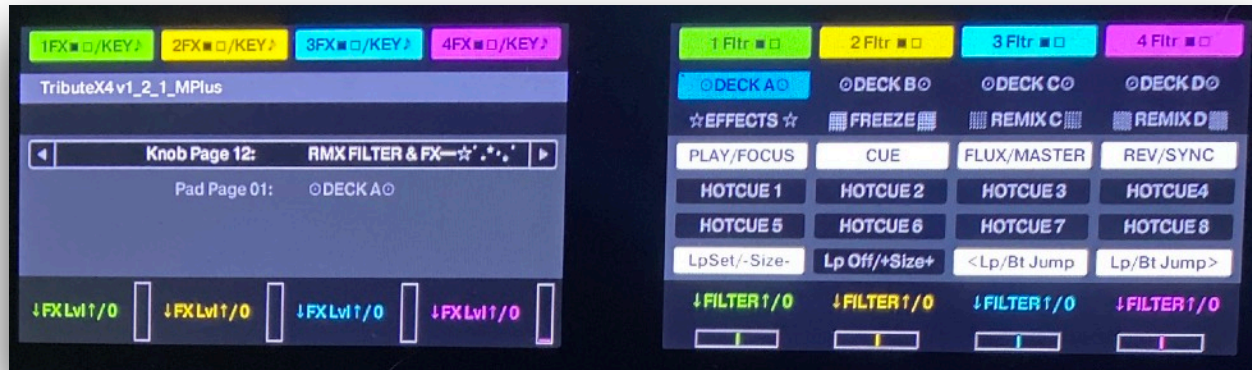 1FX■□/KEY♪ 2FX■□/KEY♪ 3FX■□/KEY♪ 4FX■□/KEY♪
TributeX4 v1_2_1_MPlus
◄ Knob Page 12: RMX FILTER & FX━☆ﾟ.*･｡ﾟ ►
Pad Page 01: ⊙DECK A⊙
↓FX Lvl↑/0 ↓FX Lvl↑/0 ↓FX Lvl↑/0 ↓FX Lvl↑/0
1 Fltr ■□ 2 Fltr ■□ 3 Fltr ■□ 4 Fltr ■□
⊙DECK A⊙ ⊙DECK B⊙ ⊙DECK C⊙ ⊙DECK D⊙
☆EFFECTS ☆ ▦FREEZE▦ ▦REMIX C▦ ▦REMIX D▦
PLAY/FOCUS CUE FLUX/MASTER REV/SYNC
HOTCUE 1 HOTCUE 2 HOTCUE 3 HOTCUE4
HOTCUE 5 HOTCUE 6 HOTCUE 7 HOTCUE 8
LpSet/-Size- Lp Off/+Size+ <Lp/Bt Jump Lp/Bt Jump>
↓FILTER↑/0 ↓FILTER↑/0 ↓FILTER↑/0 ↓FILTER↑/0